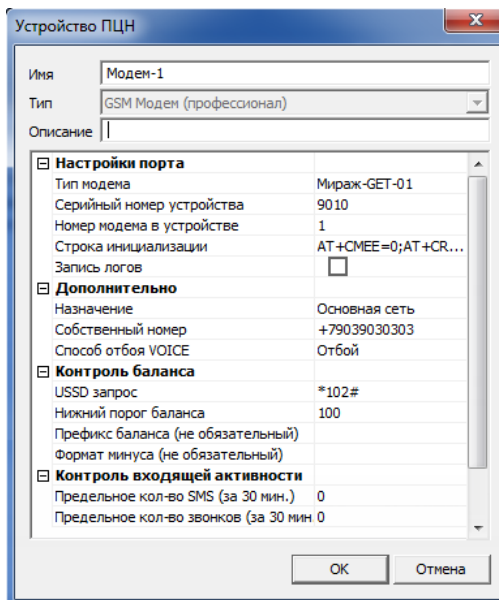 Устройство ПЦН
Имя Модем-1
Тип GSM Модем (профессионал)
Описание
Настройки порта
Тип модема Мираж-GET-01
Серийный номер устройства 9010
Номер модема в устройстве 1
Строка инициализации AT+CMEE=0;AT+CR...
Запись логов
Дополнительно
Назначение Основная сеть
Собственный номер +79039030303
Способ отбоя VOICE Отбой
Контроль баланса
USSD запрос *102#
Нижний порог баланса 100
Префикс баланса (не обязательный)
Формат минуса (не обязательный)
Контроль входящей активности
Предельное кол-во SMS (за 30 мин.) 0
Предельное кол-во звонков (за 30 мин 0
ОК Отмена